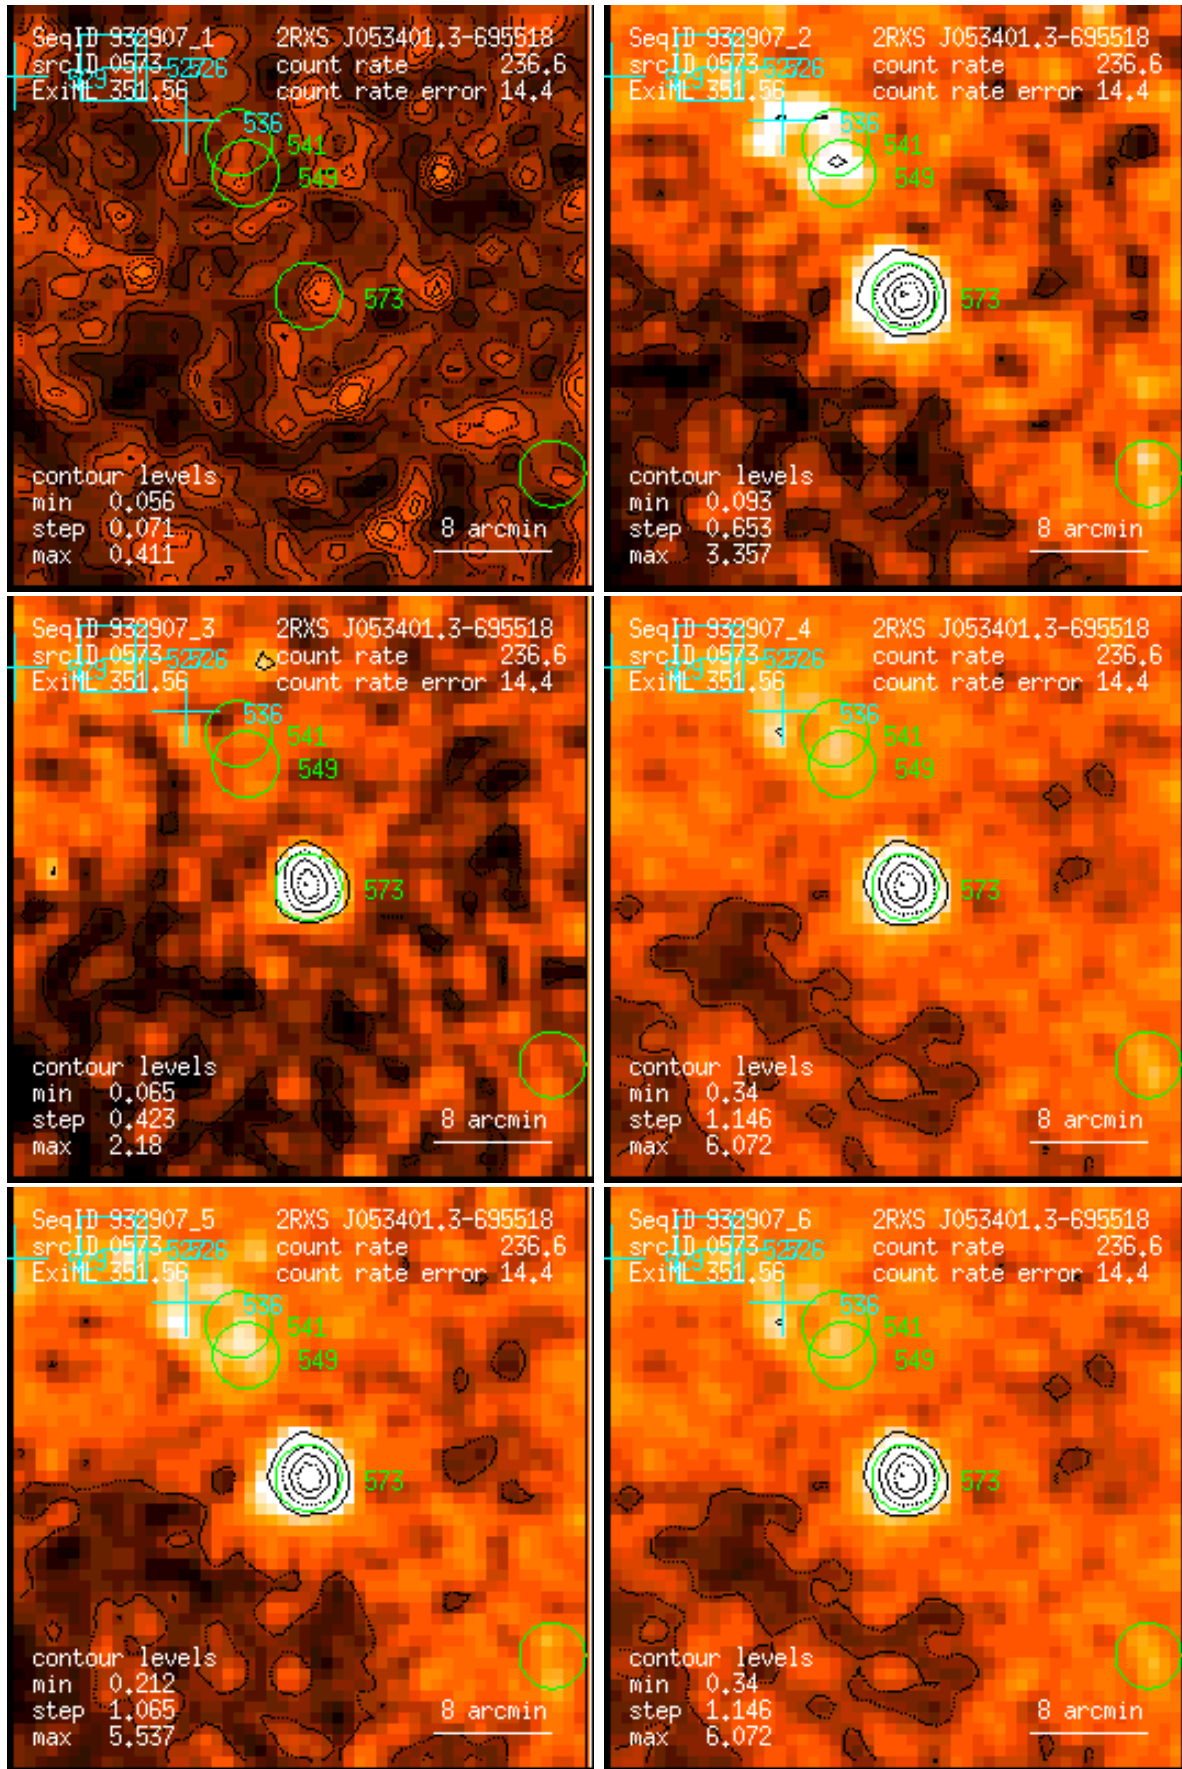 SeqID 932907_1 2RXS J053401.3-695518
srcID 0573 count rate 236.6
ExiML 351.56 count rate error 14.4
536
541
549
573
contour levels
min 0.056
step 0.071
max 0.411
8 arcmin
SeqID 932907_2 2RXS J053401.3-695518
srcID 0573 count rate 236.6
ExiML 351.56 count rate error 14.4
536
541
549
573
contour levels
min 0.093
step 0.653
max 3.357
8 arcmin
SeqID 932907_3 2RXS J053401.3-695518
srcID 0573 count rate 236.6
ExiML 351.56 count rate error 14.4
536
541
549
573
contour levels
min 0.065
step 0.423
max 2.18
8 arcmin
SeqID 932907_4 2RXS J053401.3-695518
srcID 0573 count rate 236.6
ExiML 351.56 count rate error 14.4
536
541
549
573
contour levels
min 0.34
step 1.146
max 6.072
8 arcmin
SeqID 932907_5 2RXS J053401.3-695518
srcID 0573 count rate 236.6
ExiML 351.56 count rate error 14.4
536
541
549
573
contour levels
min 0.212
step 1.065
max 5.537
8 arcmin
SeqID 932907_6 2RXS J053401.3-695518
srcID 0573 count rate 236.6
ExiML 351.56 count rate error 14.4
536
541
549
573
contour levels
min 0.34
step 1.146
max 6.072
8 arcmin